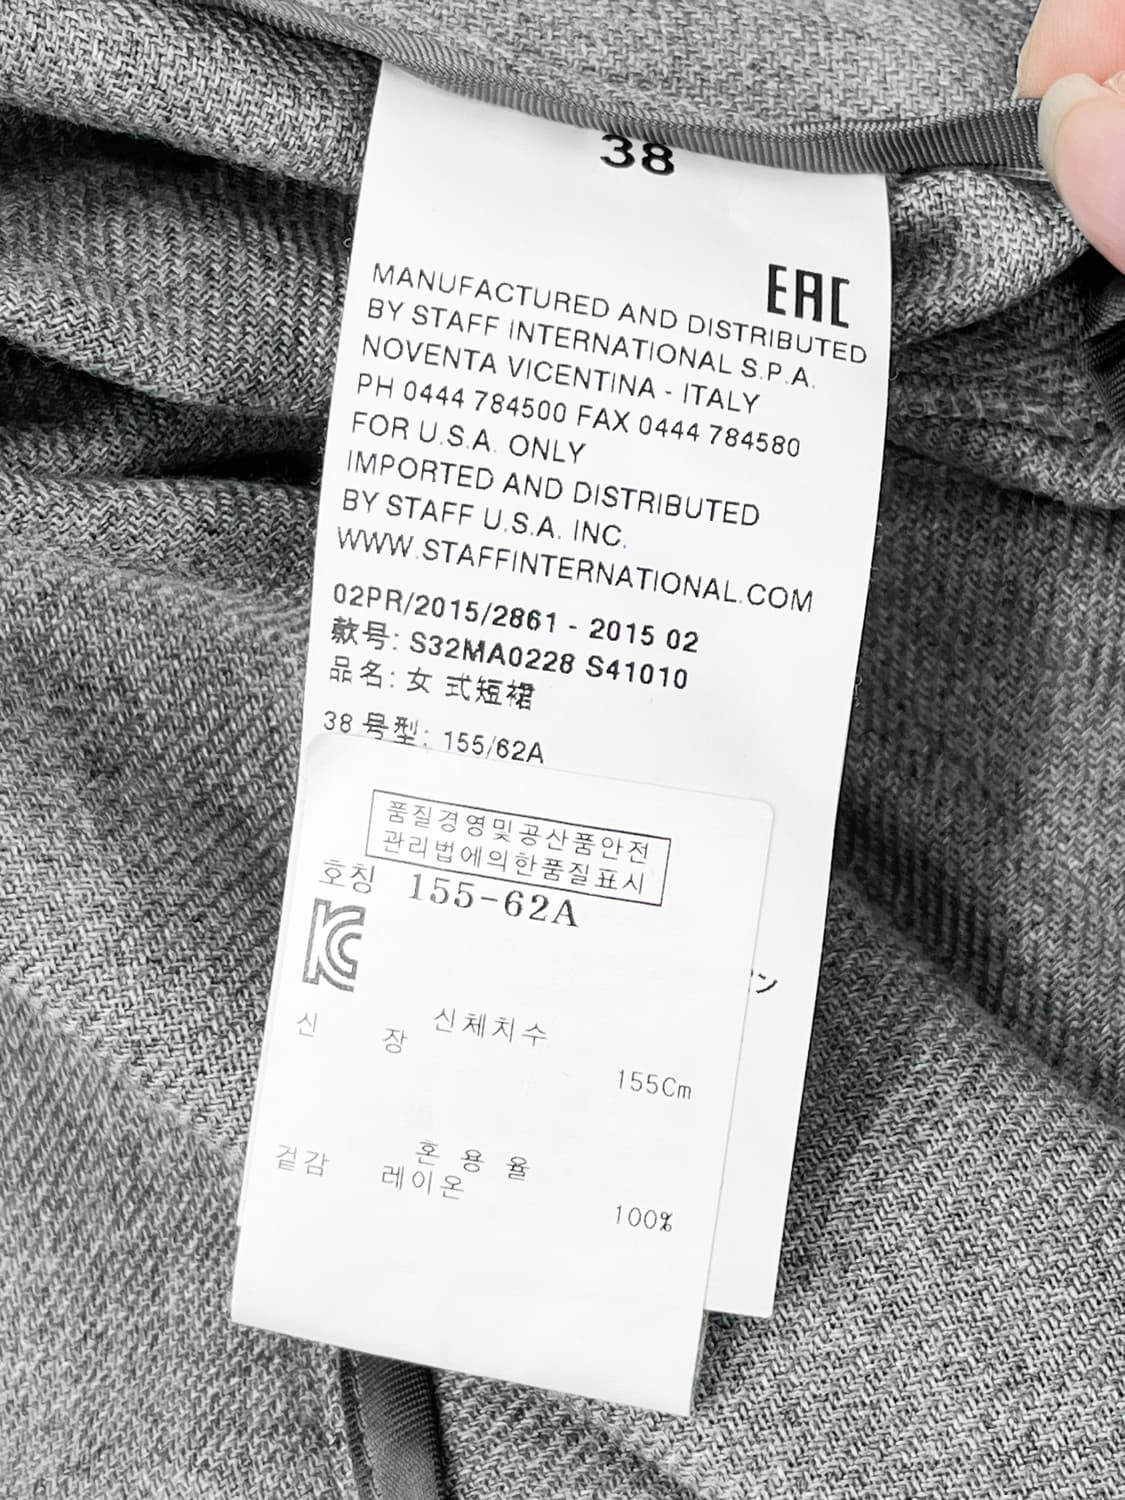 38
EAC
MANUFACTURED AND DISTRIBUTED
BY STAFF INTERNATIONAL S.P.A.
NOVENTA VICENTINA - ITALY
PH 0444 784500 FAX 0444 784580
FOR U.S.A. ONLY
IMPORTED AND DISTRIBUTED
BY STAFF U.S.A. INC.
WWW.STAFFINTERNATIONAL.COM
02PR/2015/2861 - 2015 02
款号: S32MA0228 S41010
品名: 女 式短裙
38 号型: 155/62A
품질경영및공산품안전
관리법에의한품질표시
호칭 155-62A
KC
ン
신 장 신체치수
155Cm
혼 용 율
겉감 레이온
100%